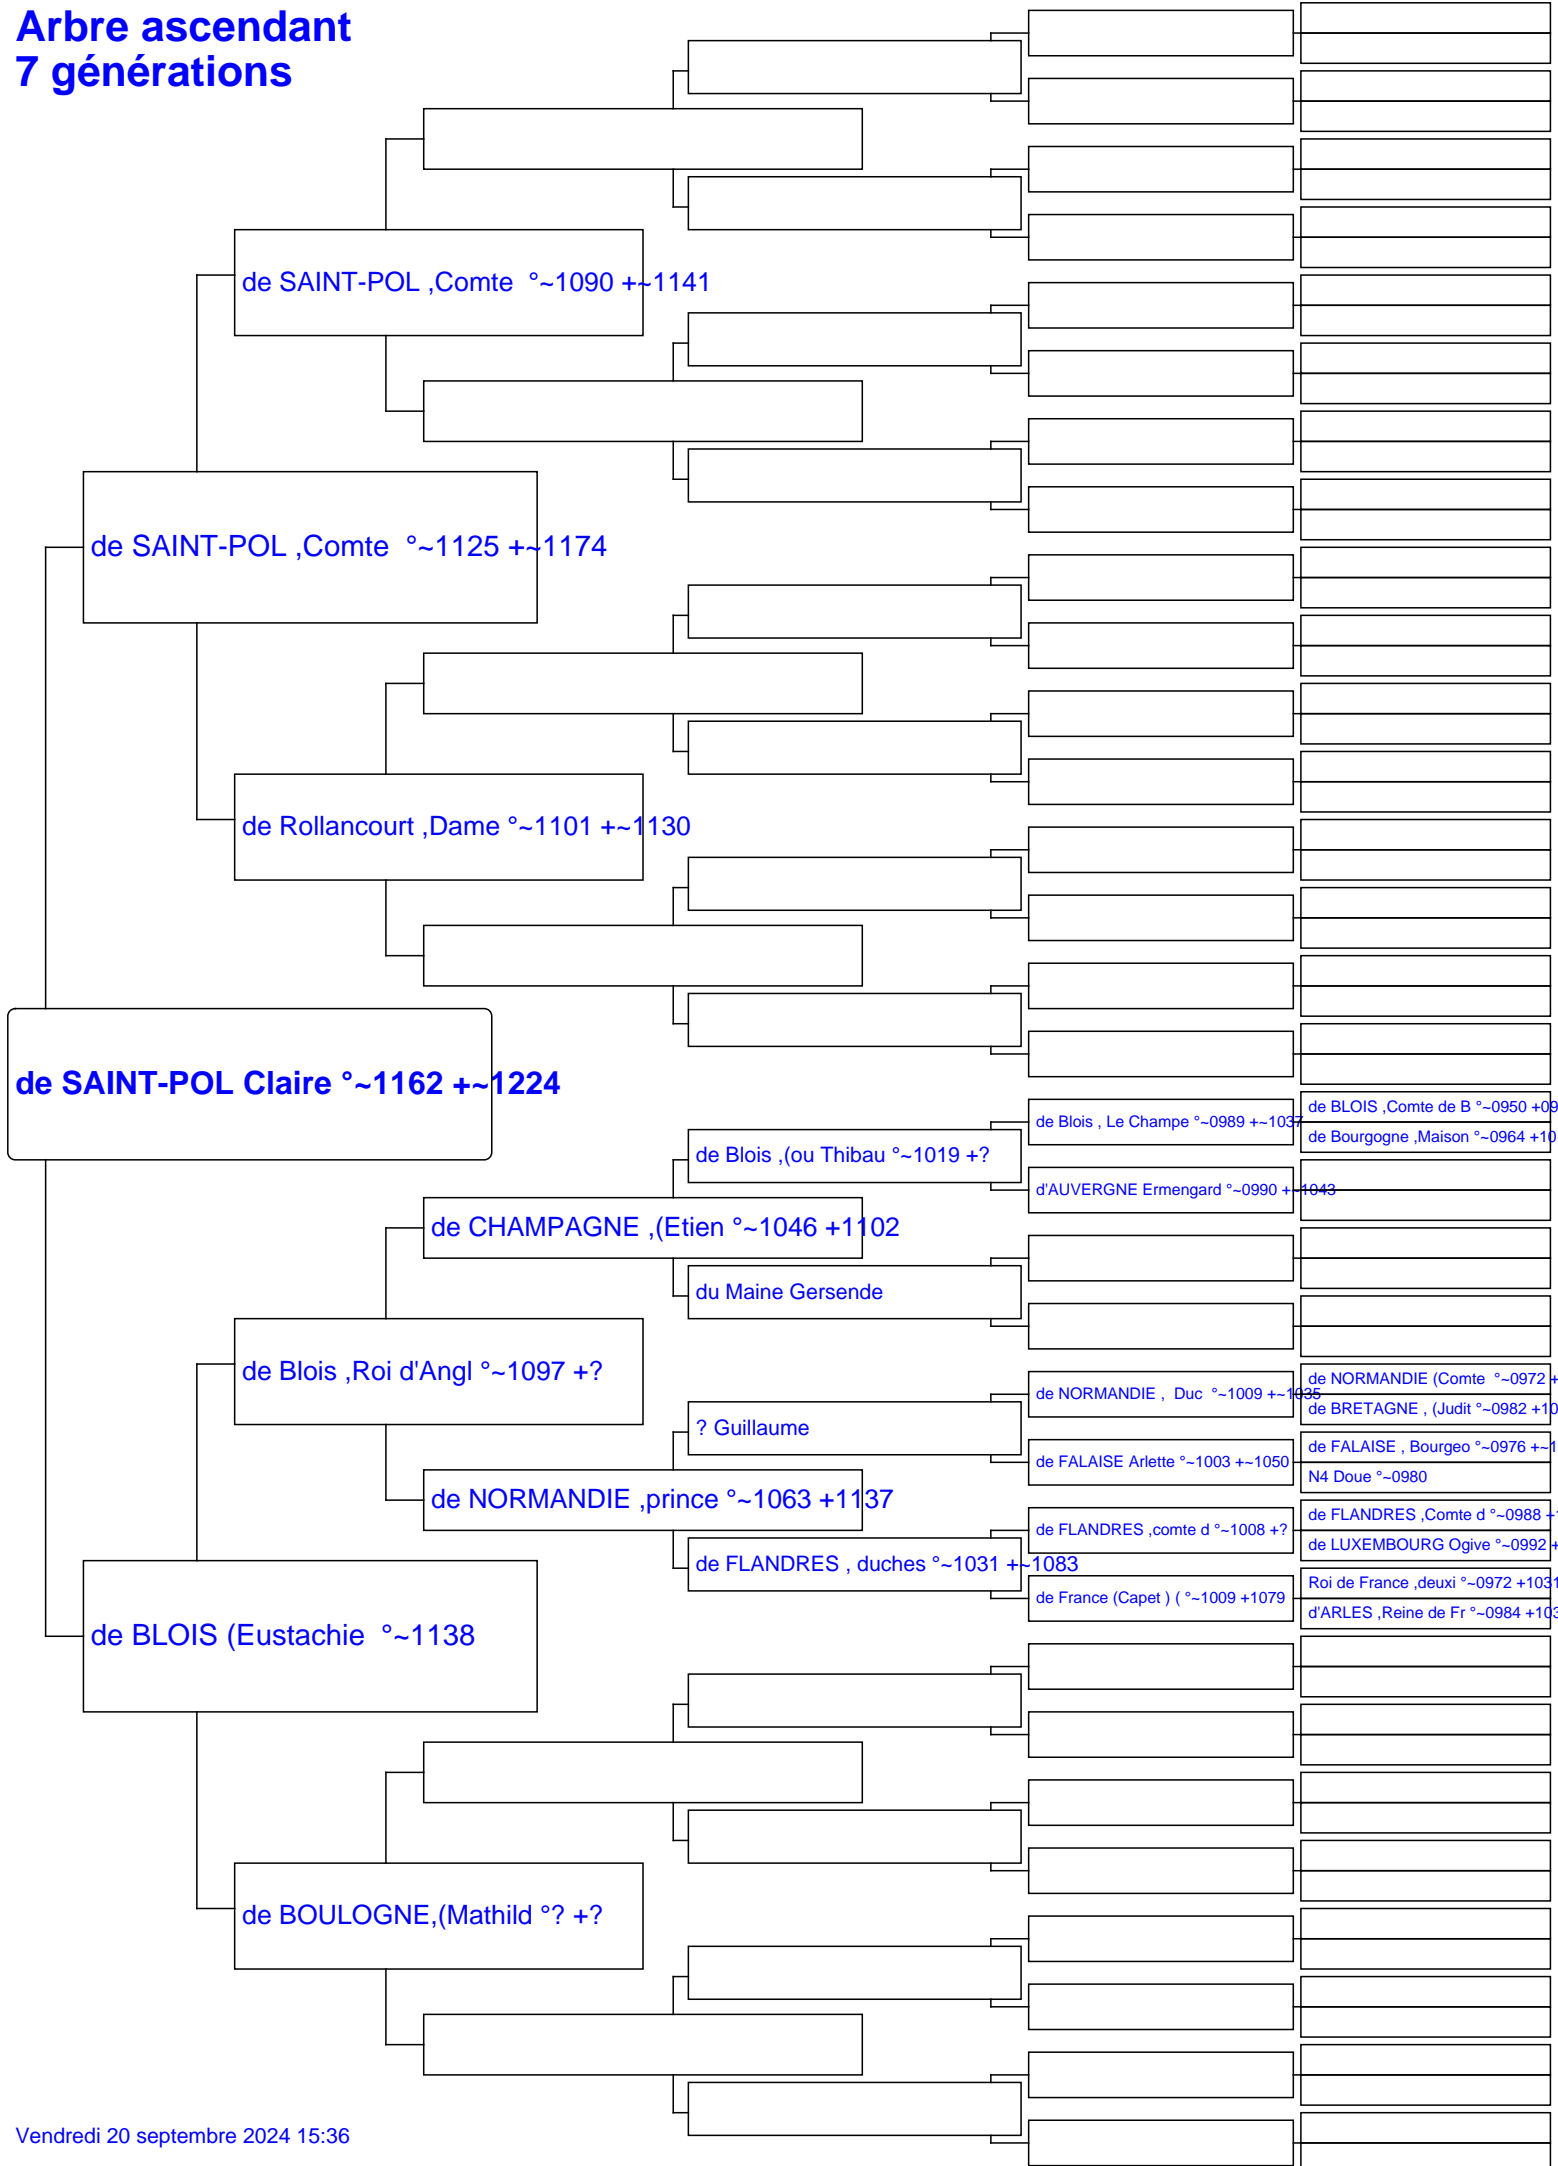 Arbre ascendant
7 générations
de SAINT-POL ,Comte  °~1090 +~1141
de SAINT-POL ,Comte  °~1125 +~1174
de Rollancourt ,Dame °~1101 +~1130
de SAINT-POL Claire °~1162 +~1224
de BLOIS ,Comte de B °~0950 +09
de Blois , Le Champe °~0989 +~1037
de Bourgogne ,Maison °~0964 +10
de Blois ,(ou Thibau °~1019 +?
d'AUVERGNE Ermengard °~0990 +~1043
de CHAMPAGNE ,(Etien °~1046 +1102
du Maine Gersende
de Blois ,Roi d'Angl °~1097 +?
de NORMANDIE (Comte  °~0972 +
de NORMANDIE ,  Duc  °~1009 +~1035
de BRETAGNE , (Judit °~0982 +10
? Guillaume
de FALAISE , Bourgeo °~0976 +~1
de FALAISE Arlette °~1003 +~1050
N4 Doue °~0980
de NORMANDIE ,prince °~1063 +1137
de FLANDRES ,Comte d °~0988 +1
de FLANDRES ,comte d °~1008 +?
de LUXEMBOURG Ogive °~0992 +
de FLANDRES , duches °~1031 +~1083
Roi de France ,deuxi °~0972 +1031
de France (Capet ) ( °~1009 +1079
d'ARLES ,Reine de Fr °~0984 +103
de BLOIS (Eustachie  °~1138
de BOULOGNE,(Mathild °? +?
Vendredi 20 septembre 2024 15:36